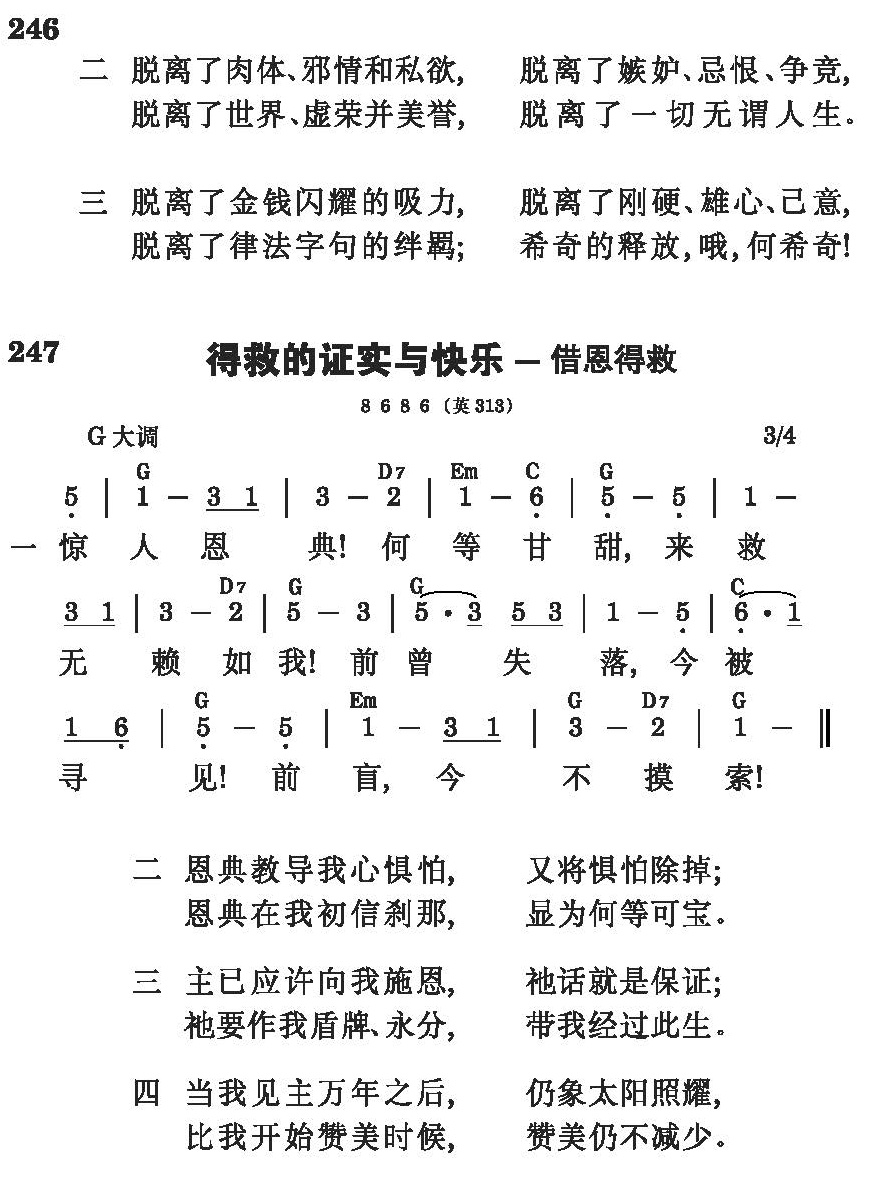 246
二 脱离了肉体、邪情和私欲, 脱离了嫉妒、忌恨、争竞,
脱离了世界、虚荣并美誉, 脱离了一切无谓人生。
三 脱离了金钱闪耀的吸力, 脱离了刚硬、雄心、己意,
脱离了律法字句的绊羁; 希奇的释放,哦,何希奇!
247 得救的证实与快乐 — 借恩得救
8 6 8 6 (英313)
G大调 3/4
G D7 Em C G
5̣ | 1 - 3 1 | 3 - 2 | 1 - 6̣ | 5̣ - 5̣ | 1 -
一 惊 人 恩 典! 何 等 甘 甜, 来 救
D7 G G C
3 1 | 3 - 2 | 5 - 3 | 5 · 3 5 3 | 1 - 5̣ | 6̣ · 1
无 赖 如 我! 前 曾 失 落, 今 被
G Em G D7 G
1 6̣ | 5̣ - 5̣ | 1 - 3 1 | 3 - 2 | 1 - ‖
寻 见! 前 盲, 今 不 摸 索!
二 恩典教导我心惧怕, 又将惧怕除掉;
恩典在我初信刹那, 显为何等可宝。
三 主已应许向我施恩, 祂话就是保证;
祂要作我盾牌、永分, 带我经过此生。
四 当我见主万年之后, 仍象太阳照耀,
比我开始赞美时候, 赞美仍不减少。